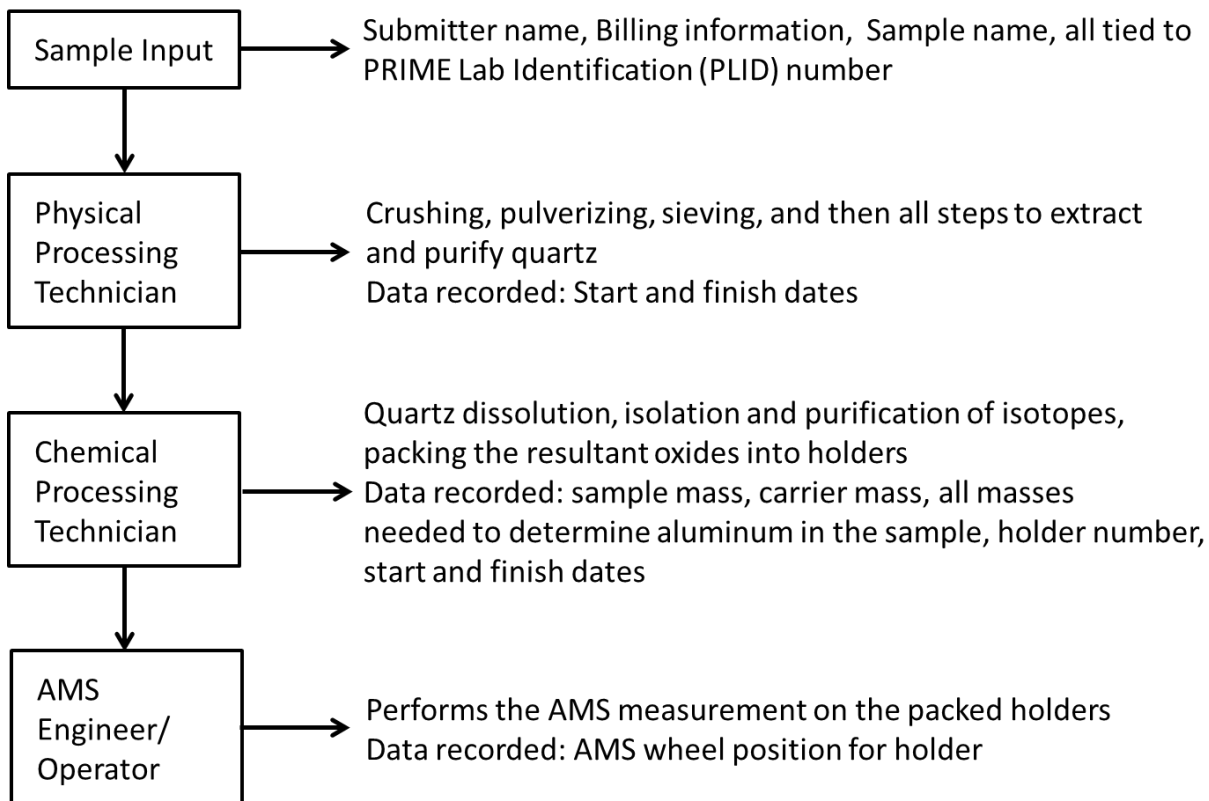 Sample Input
Submitter name, Billing information, Sample name, all tied to
PRIME Lab Identification (PLID) number
Physical
Processing
Technician
Crushing, pulverizing, sieving, and then all steps to extract
and purify quartz
Data recorded: Start and finish dates
Chemical
Processing
Technician
Quartz dissolution, isolation and purification of isotopes,
packing the resultant oxides into holders
Data recorded: sample mass, carrier mass, all masses
needed to determine aluminum in the sample, holder number,
start and finish dates
AMS
Engineer/
Operator
Performs the AMS measurement on the packed holders
Data recorded: AMS wheel position for holder